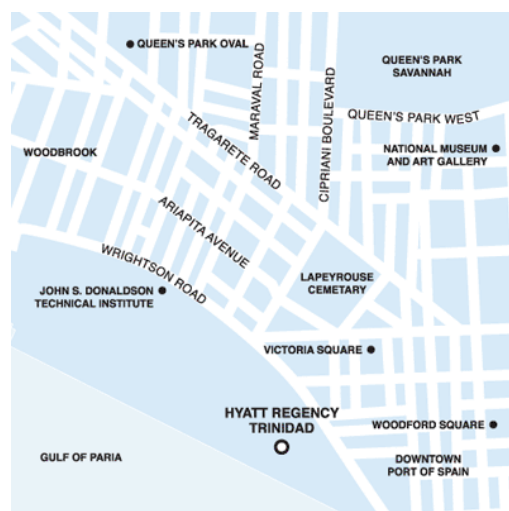 QUEEN'S PARK OVAL
MARAVAL ROAD
CIPRIANI BOULEVARD
QUEEN'S PARK
SAVANNAH
QUEEN'S PARK WEST
TRAGARETE ROAD
NATIONAL MUSEUM
AND ART GALLERY
WOODBROOK
ARIAPITA AVENUE
WRIGHTSON ROAD
LAPEYROUSE
CEMETARY
JOHN S. DONALDSON
TECHNICAL INSTITUTE
VICTORIA SQUARE
HYATT REGENCY
TRINIDAD
WOODFORD SQUARE
GULF OF PARIA
DOWNTOWN
PORT OF SPAIN